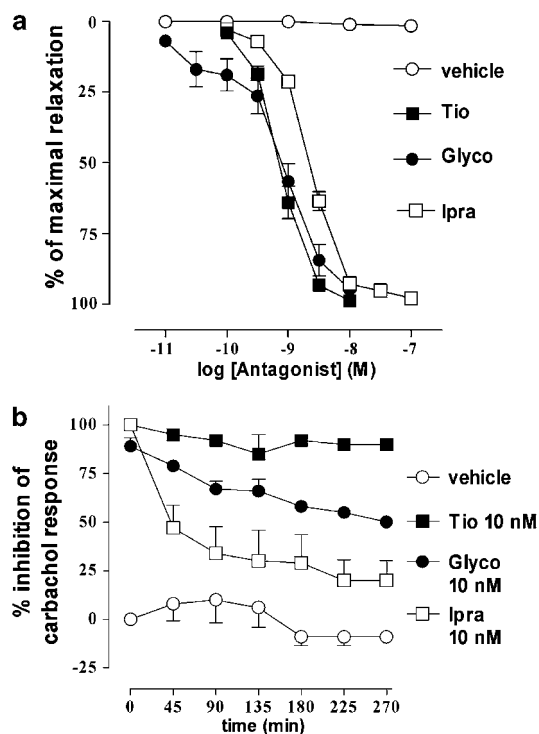 a
% of maximal relaxation
0
25
50
75
100
vehicle
Tio
Glyco
Ipra
-11
-10
-9
-8
-7
log [Antagonist] (M)
b
% inhibition of
carbachol response
100
75
50
25
0
-25
vehicle
Tio 10 nM
Glyco
10 nM
Ipra
10 nM
0
45
90
135
180
225
270
time (min)